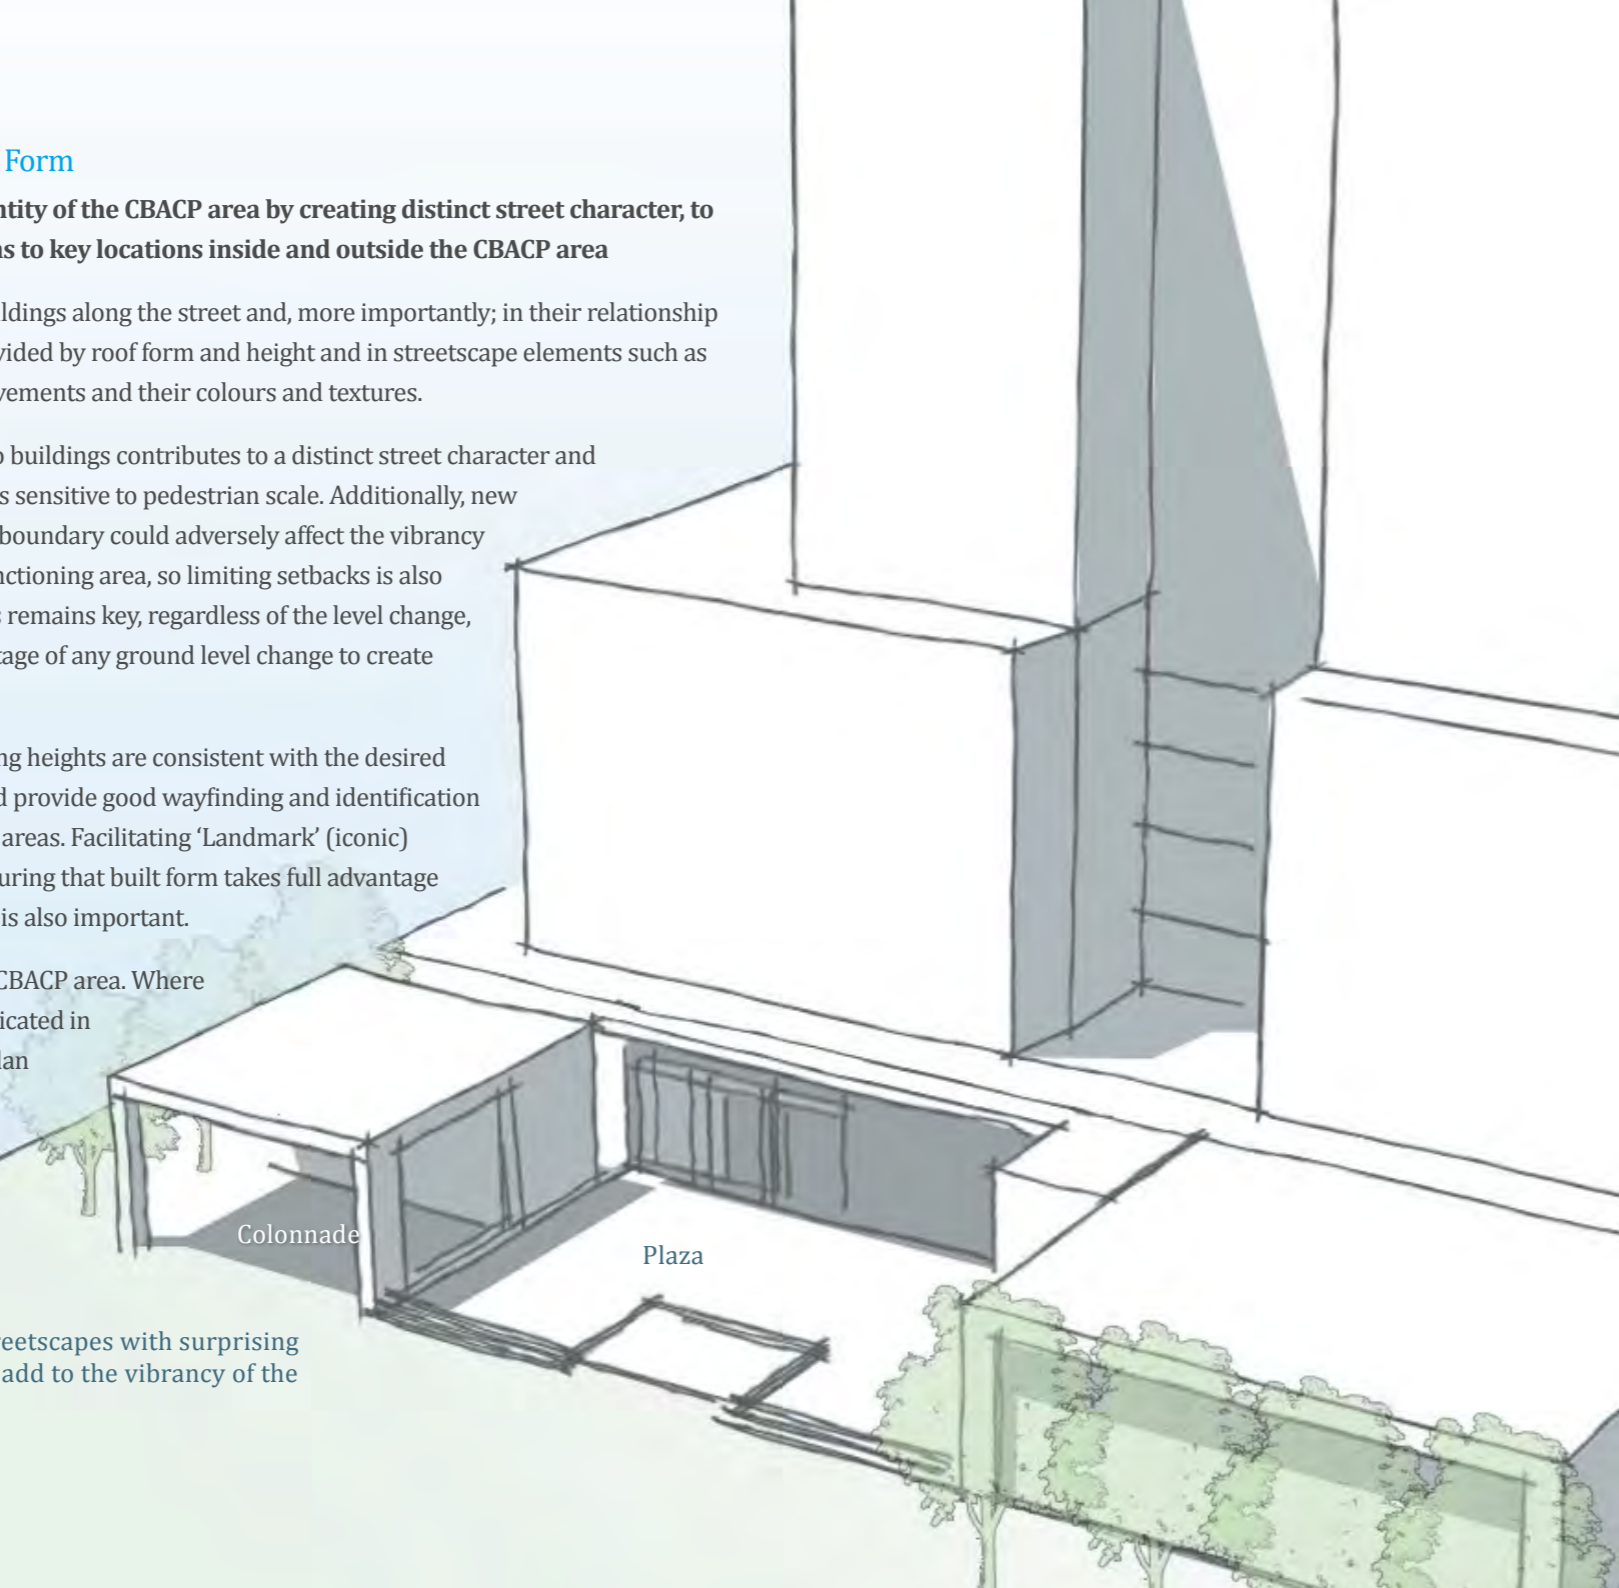 Form
ntity of the CBACP area by creating distinct street character, to
ns to key locations inside and outside the CBACP area
ldings along the street and, more importantly; in their relationship
vided by roof form and height and in streetscape elements such as
vements and their colours and textures.
o buildings contributes to a distinct street character and
s sensitive to pedestrian scale. Additionally, new
boundary could adversely affect the vibrancy
nctioning area, so limiting setbacks is also
s remains key, regardless of the level change,
tage of any ground level change to create
ng heights are consistent with the desired
d provide good wayfinding and identification
areas. Facilitating ‘Landmark’ (iconic)
uring that built form takes full advantage
is also important.
CBACP area. Where
icated in
lan
Colonnade
Plaza
reetscapes with surprising
add to the vibrancy of the